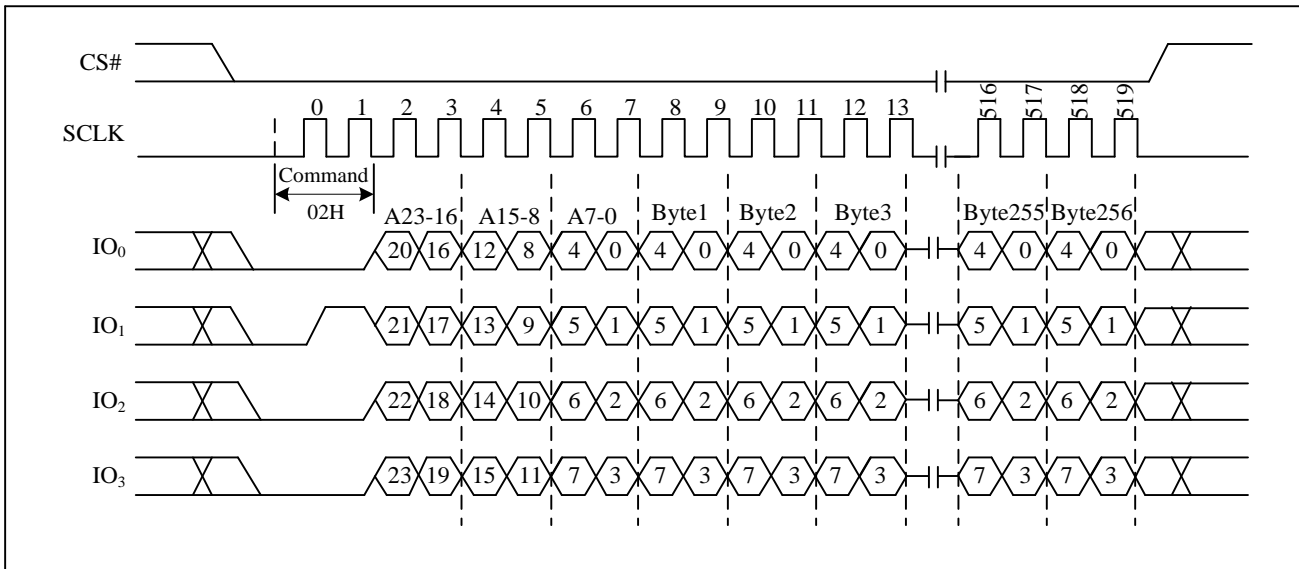 CS#
0 1 2 3 4 5 6 7 8 9 10 11 12 13 516 517 518 519
SCLK
Command
02H
A23-16 A15-8 A7-0 Byte1 Byte2 Byte3 Byte255 Byte256
IO0 20 16 12 8 4 0 4 0 4 0 4 0 4 0 4 0
IO1 21 17 13 9 5 1 5 1 5 1 5 1 5 1 5 1
IO2 22 18 14 10 6 2 6 2 6 2 6 2 6 2 6 2
IO3 23 19 15 11 7 3 7 3 7 3 7 3 7 3 7 3